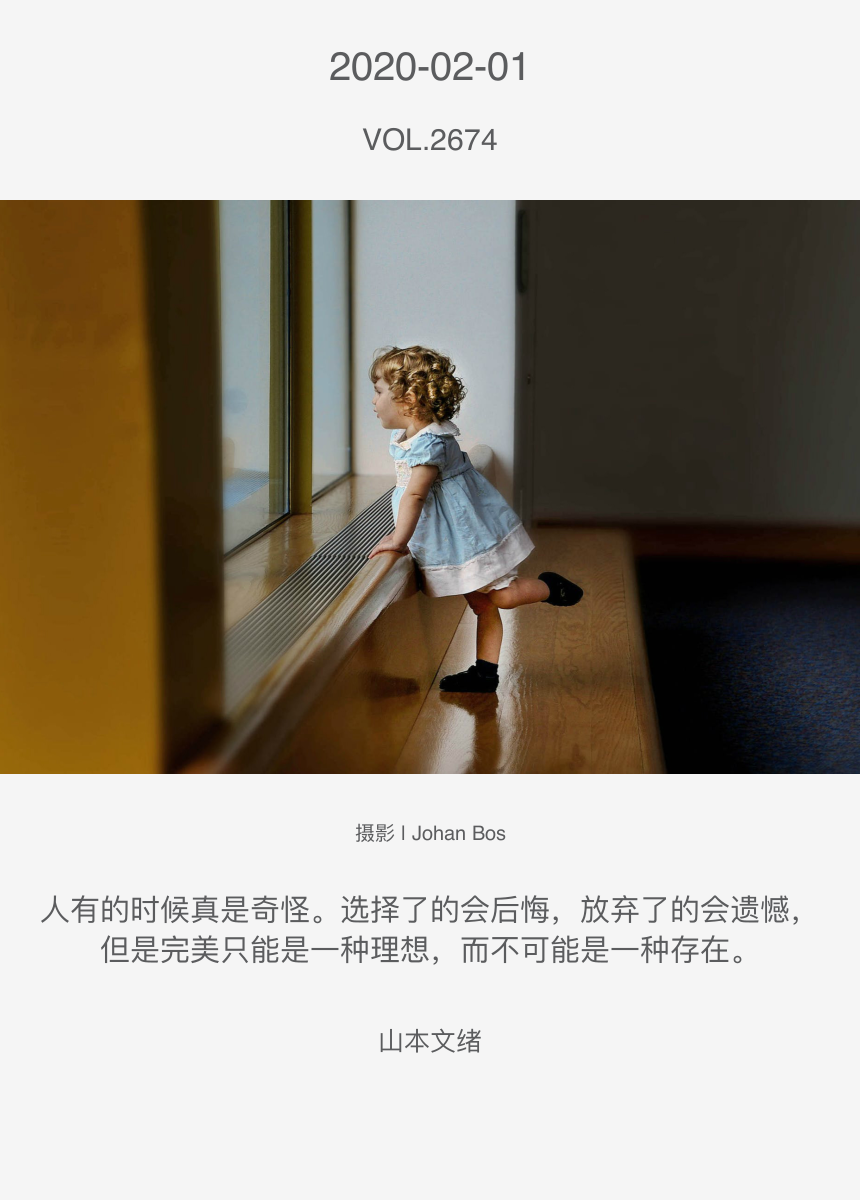 2020-02-01
VOL.2674
摄影 | Johan Bos
人有的时候真是奇怪。选择了的会后悔，放弃了的会遗憾，
但是完美只能是一种理想，而不可能是一种存在。
山本文绪